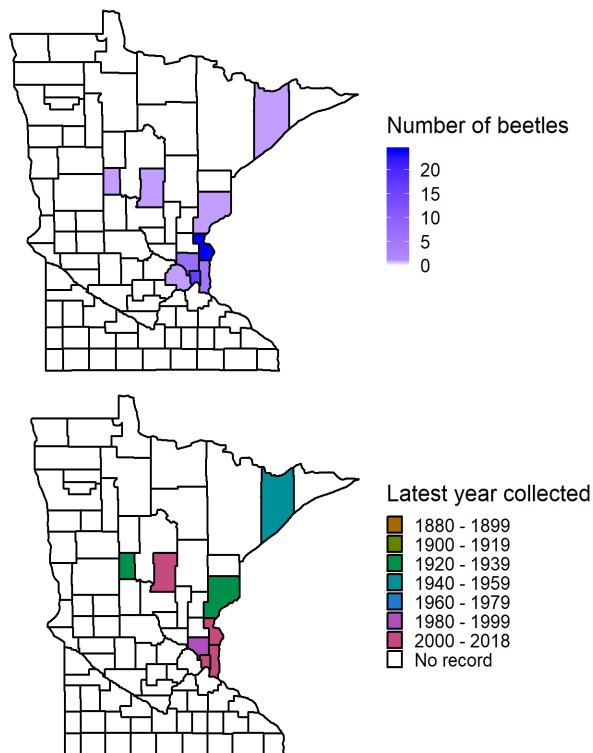 Number of beetles
20
15
10
5
0
Latest year collected
1880 - 1899
1900 - 1919
1920 - 1939
1940 - 1959
1960 - 1979
1980 - 1999
2000 - 2018
No record